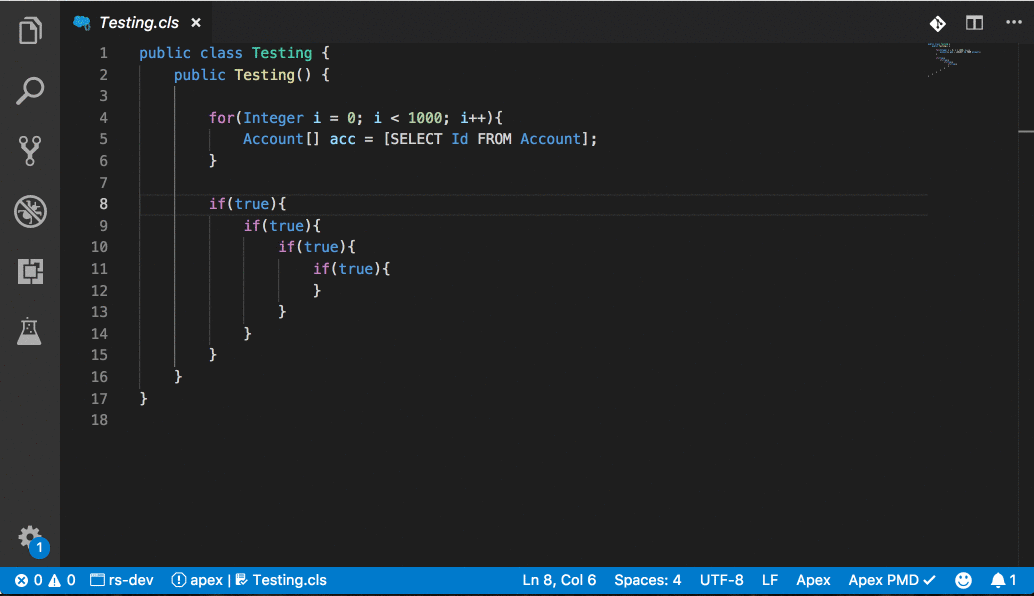 Testing.cls
1 public class Testing {
2     public Testing() {
3
4         for(Integer i = 0; i < 1000; i++){
5             Account[] acc = [SELECT Id FROM Account];
6         }
7
8         if(true){
9             if(true){
10                 if(true){
11                     if(true){
12                     }
13                 }
14             }
15         }
16     }
17 }
18
1
0 0 rs-dev apex | Testing.cls Ln 8, Col 6 Spaces: 4 UTF-8 LF Apex Apex PMD 1